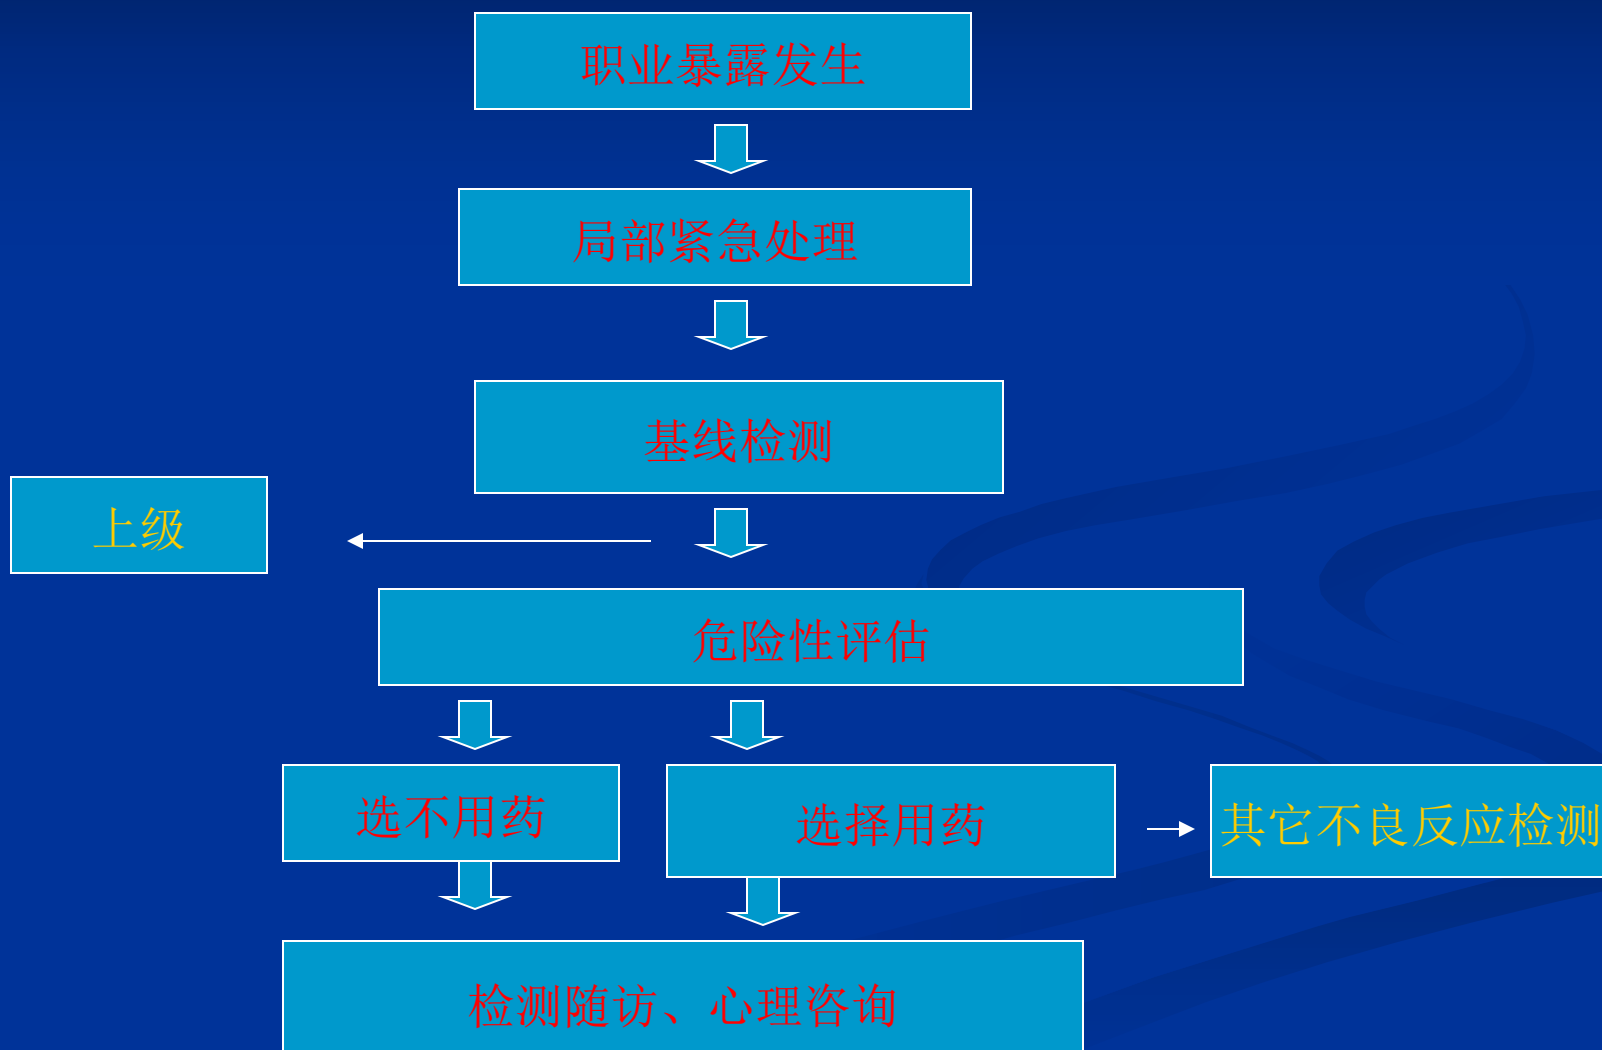 职业暴露发生
局部紧急处理
基线检测
上级
危险性评估
选不用药
选择用药
其它不良反应检测
检测随访、心理咨询